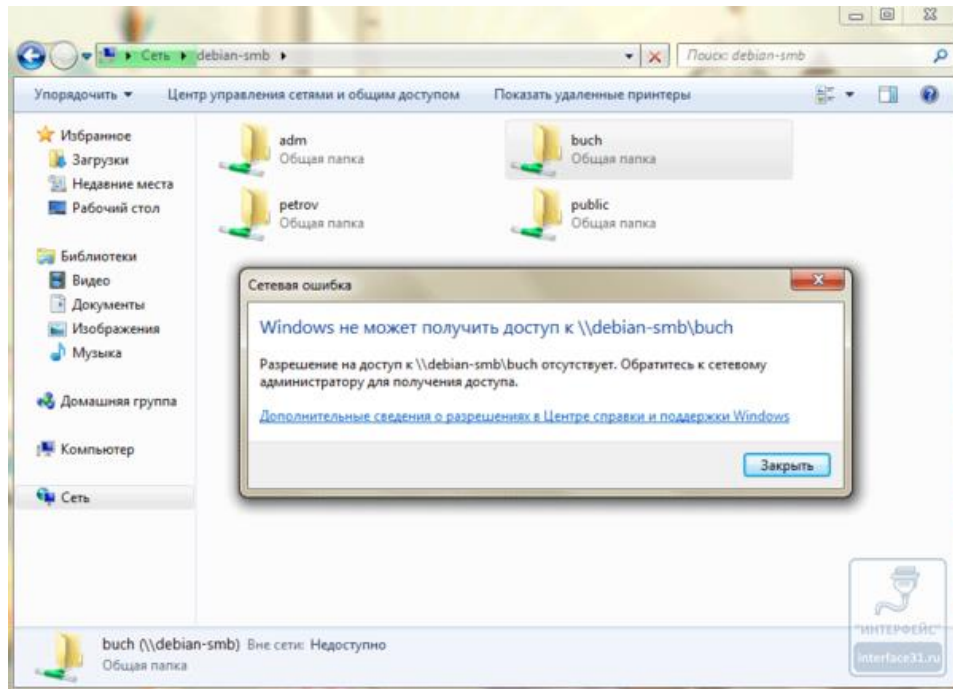 Сеть debian-smb
Поиск: debian-smb
Упорядочить Центр управления сетями и общим доступом Показать удаленные принтеры
Избранное
Загрузки
Недавние места
Рабочий стол
Библиотеки
Видео
Документы
Изображения
Музыка
Домашняя группа
Компьютер
Сеть
adm
Общая папка
buch
Общая папка
petrov
Общая папка
public
Общая папка
Сетевая ошибка
Windows не может получить доступ к \\debian-smb\buch
Разрешение на доступ к \\debian-smb\buch отсутствует. Обратитесь к сетевому
администратору для получения доступа.
Дополнительные сведения о разрешениях в Центре справки и поддержки Windows
Закрыть
buch (\\debian-smb) Вне сети: Недоступно
Общая папка
"ИНТЕРФЕЙС"
interface31.ru